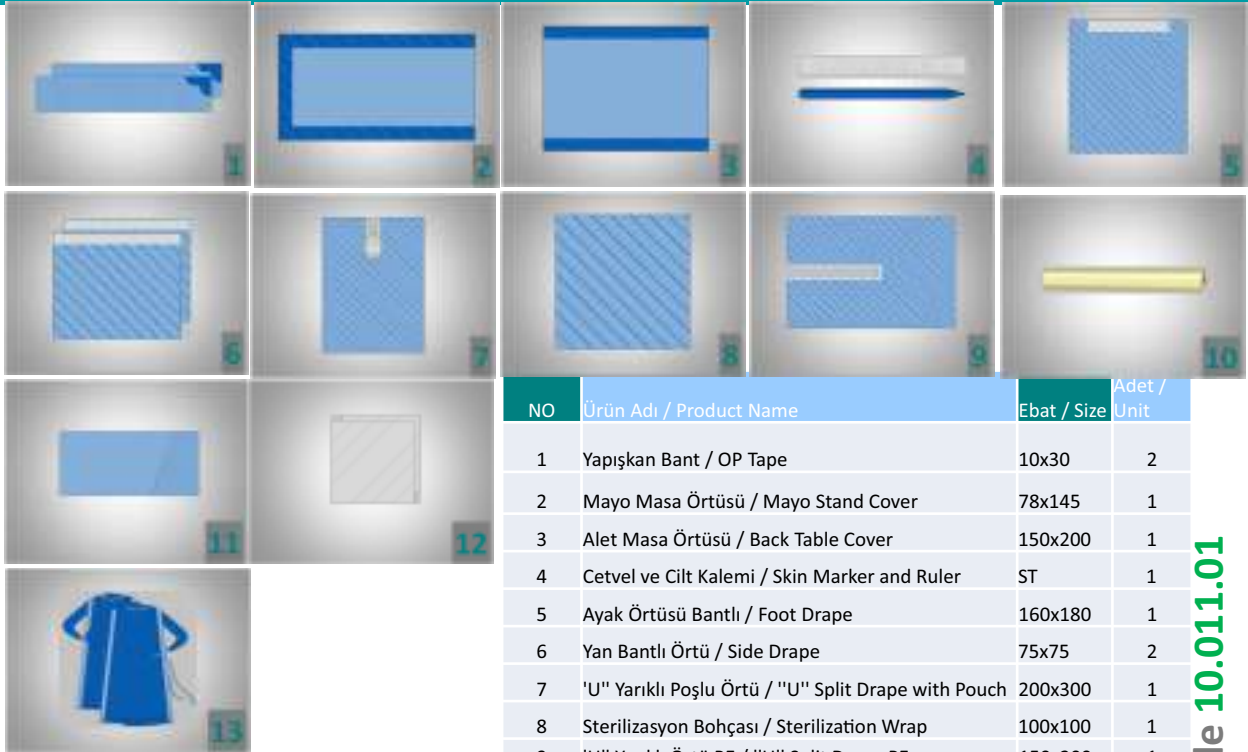 1
2
3
4
5
6
7
8
9
10
11
12
13
NO Ürün Adı / Product Name Ebat / Size Adet / Unit
1 Yapışkan Bant / OP Tape 10x30 2
2 Mayo Masa Örtüsü / Mayo Stand Cover 78x145 1
3 Alet Masa Örtüsü / Back Table Cover 150x200 1
4 Cetvel ve Cilt Kalemi / Skin Marker and Ruler ST 1
5 Ayak Örtüsü Bantlı / Foot Drape 160x180 1
6 Yan Bantlı Örtü / Side Drape 75x75 2
7 'U'' Yarıklı Poşlu Örtü / ''U'' Split Drape with Pouch 200x300 1
8 Sterilizasyon Bohçası / Sterilization Wrap 100x100 1
10.011.01